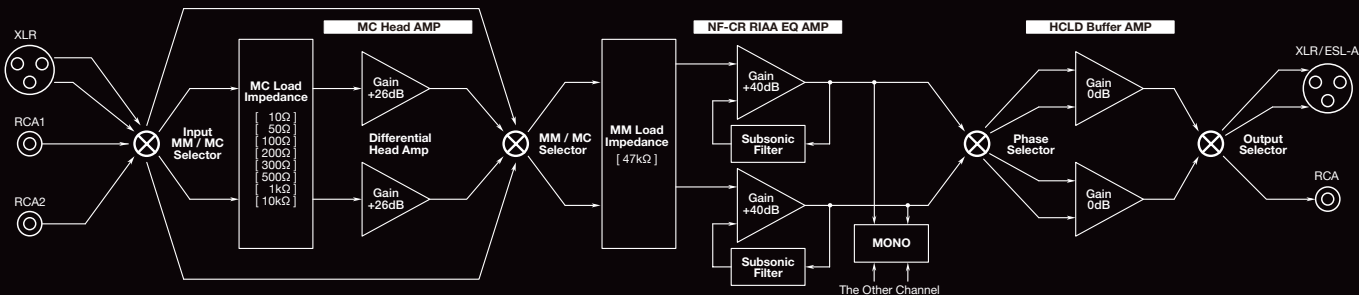 MC Head AMP
NF-CR RIAA EQ AMP
HCLD Buffer AMP
XLR
RCA1
RCA2
Input
MM / MC
Selector
MC Load
Impedance
[ 10Ω]
[ 50Ω]
[ 100Ω]
[ 200Ω]
[ 300Ω]
[ 500Ω]
[ 1kΩ]
[ 10kΩ]
Gain
+26dB
Differential
Head Amp
Gain
+26dB
MM / MC
Selector
MM Load
Impedance
[ 47kΩ ]
Gain
+40dB
Subsonic
Filter
Gain
+40dB
Subsonic
Filter
MONO
The Other Channel
Phase
Selector
Gain
0dB
Gain
0dB
Output
Selector
XLR/ESL-A
RCA